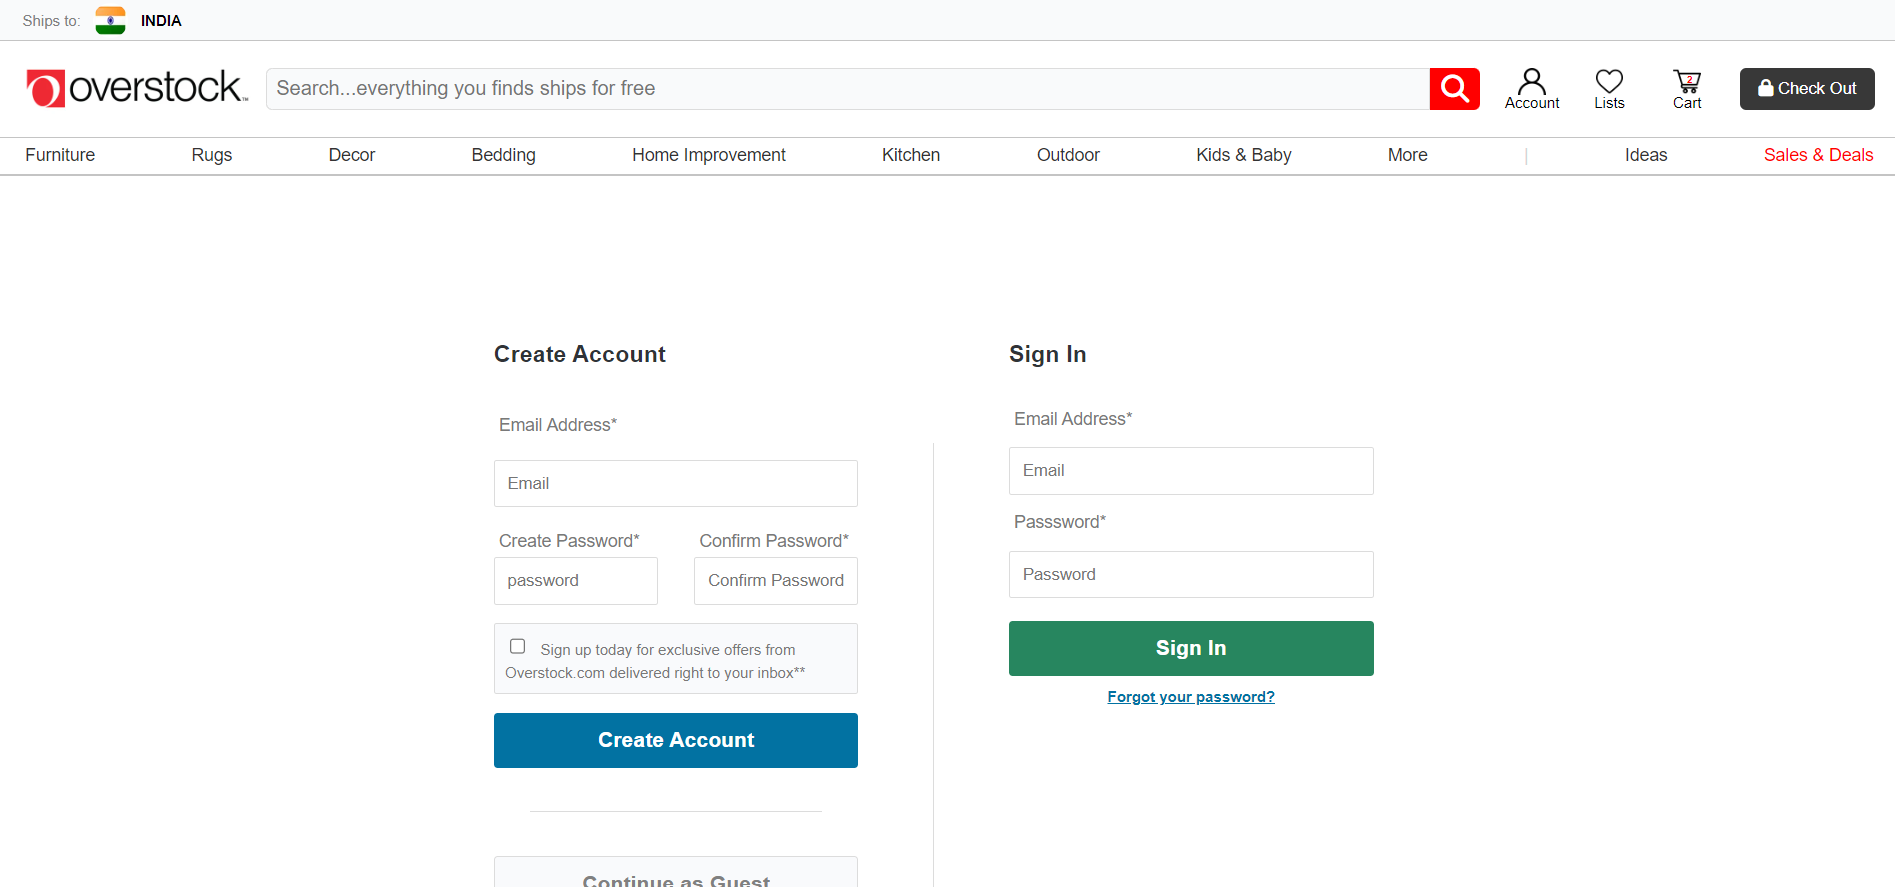 Ships to: INDIA
overstock™ Search...everything you finds ships for free 2 Account Lists Cart Check Out
Furniture Rugs Decor Bedding Home Improvement Kitchen Outdoor Kids & Baby More | Ideas Sales & Deals
Create Account
Email Address*
Email
Create Password* Confirm Password*
password Confirm Password
Sign up today for exclusive offers from
Overstock.com delivered right to your inbox**
Create Account
Continue as Guest
Sign In
Email Address*
Email
Passsword*
Password
Sign In
Forgot your password?